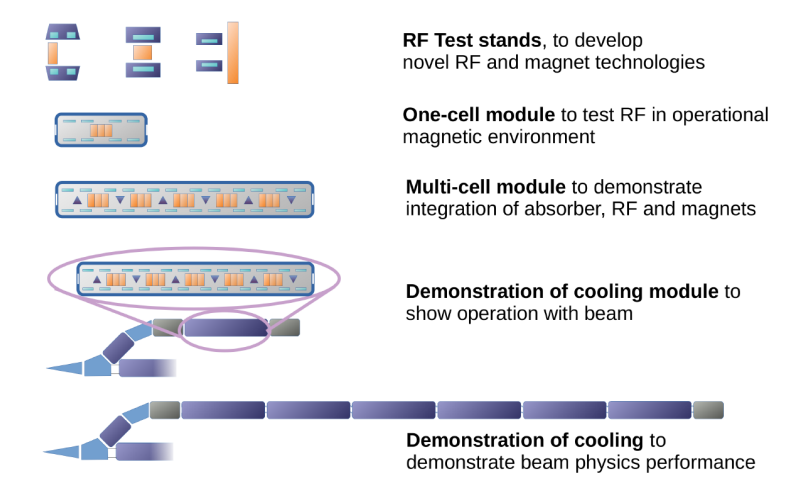 RF Test stands, to develop
novel RF and magnet technologies
One-cell module to test RF in operational
magnetic environment
Multi-cell module to demonstrate
integration of absorber, RF and magnets
Demonstration of cooling module to
show operation with beam
Demonstration of cooling to
demonstrate beam physics performance